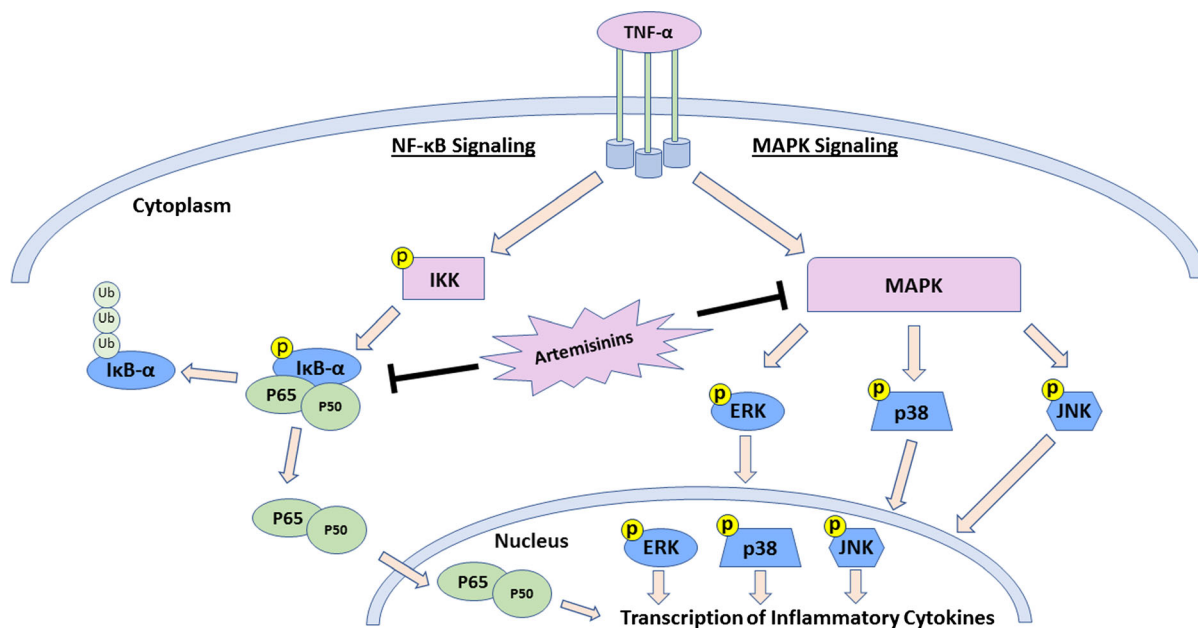 TNF-α
NF-κB Signaling
MAPK Signaling
Cytoplasm
p
IKK
MAPK
Ub
Ub
Ub
IκB-α
p
IκB-α
P65
P50
Artemisinins
p
ERK
p
p38
p
JNK
P65
P50
Nucleus
p
ERK
p
p38
p
JNK
P65
P50
Transcription of Inflammatory Cytokines